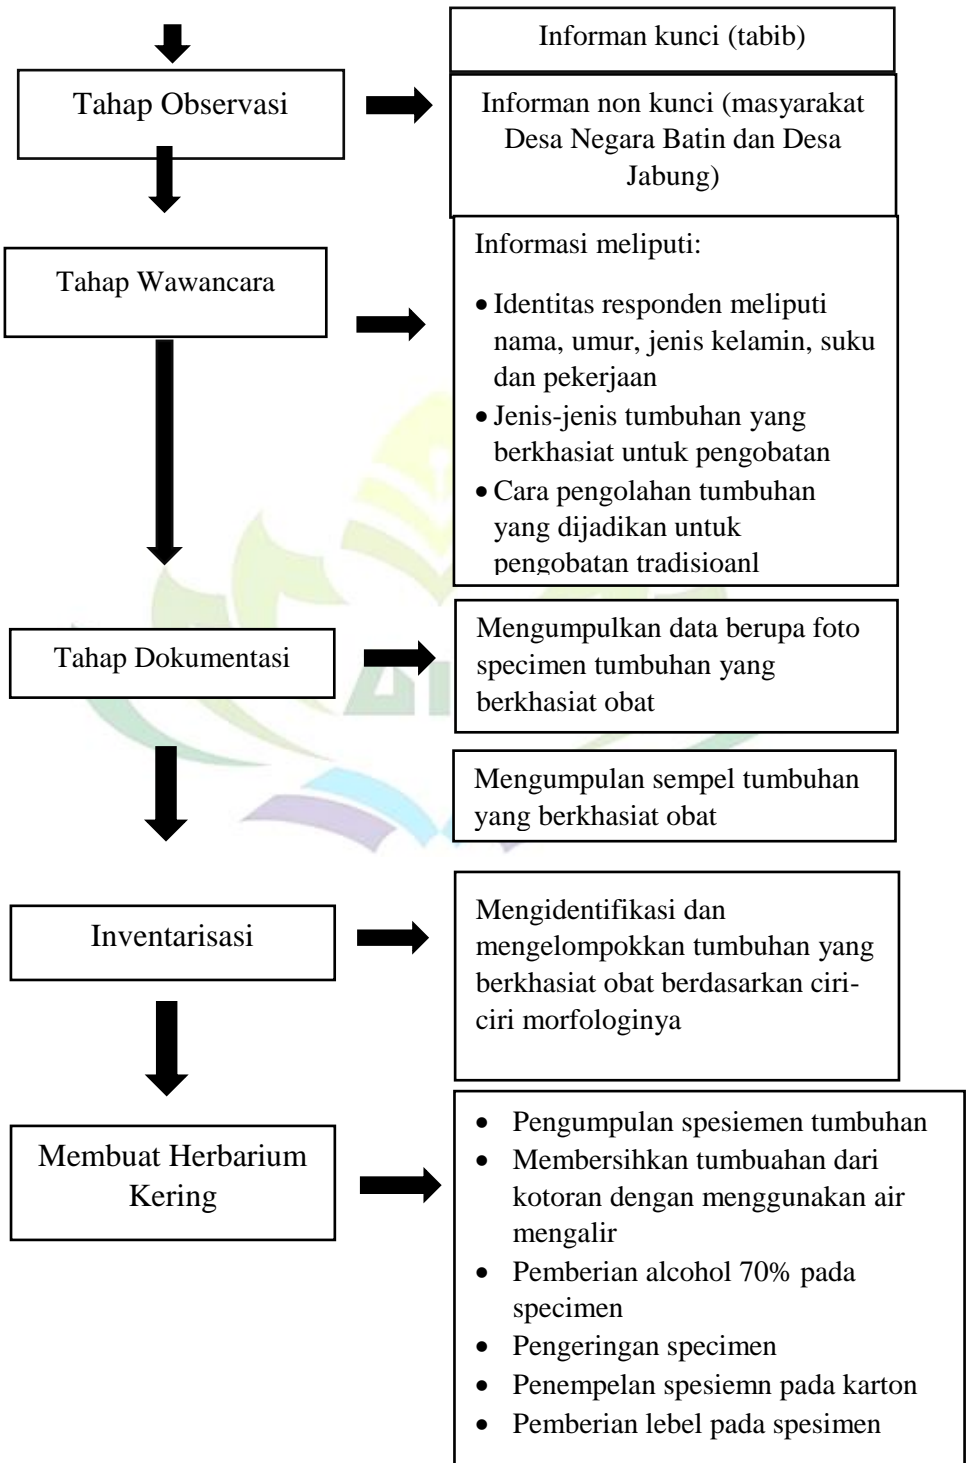 Informan kunci (tabib)
Tahap Observasi
Informan non kunci (masyarakat
Desa Negara Batin dan Desa
Jabung)
Tahap Wawancara
Informasi meliputi:
• Identitas responden meliputi
nama, umur, jenis kelamin, suku
dan pekerjaan
• Jenis-jenis tumbuhan yang
berkhasiat untuk pengobatan
• Cara pengolahan tumbuhan
yang dijadikan untuk
pengobatan tradisioanl
Tahap Dokumentasi
Mengumpulkan data berupa foto
specimen tumbuhan yang
berkhasiat obat
Mengumpulan sempel tumbuhan
yang berkhasiat obat
Inventarisasi
Mengidentifikasi dan
mengelompokkan tumbuhan yang
berkhasiat obat berdasarkan ciri-
ciri morfologinya
Membuat Herbarium
Kering
• Pengumpulan spesiemen tumbuhan
• Membersihkan tumbuahan dari
kotoran dengan menggunakan air
mengalir
• Pemberian alcohol 70% pada
specimen
• Pengeringan specimen
• Penempelan spesiemn pada karton
• Pemberian lebel pada spesimen